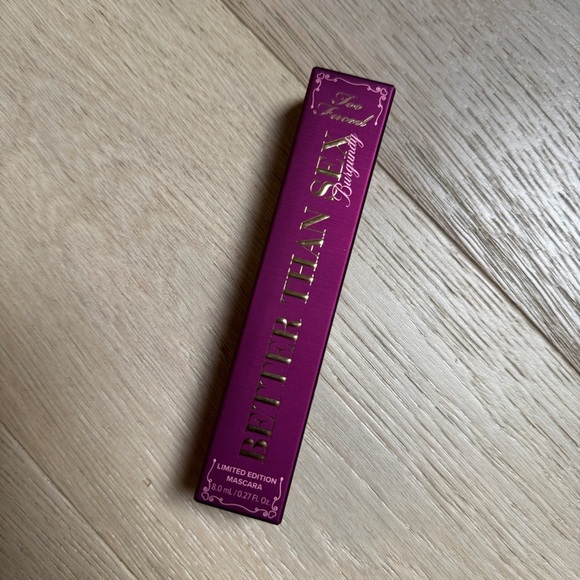 Too
Faced
BETTER THAN SEX
Burgundy
LIMITED EDITION
MASCARA
8.0 mL / 0.27 Fl. Oz